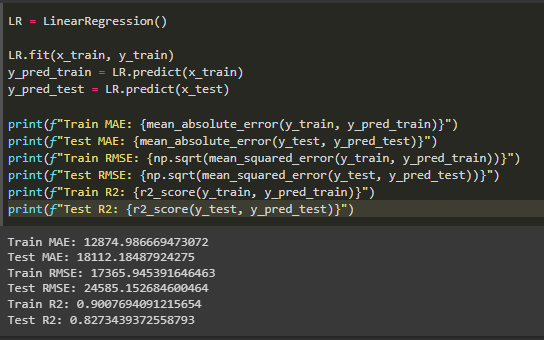 LR = LinearRegression()
LR.fit(x_train, y_train)
y_pred_train = LR.predict(x_train)
y_pred_test = LR.predict(x_test)
print(f"Train MAE: {mean_absolute_error(y_train, y_pred_train)}")
print(f"Test MAE: {mean_absolute_error(y_test, y_pred_test)}")
print(f"Train RMSE: {np.sqrt(mean_squared_error(y_train, y_pred_train))}")
print(f"Test RMSE: {np.sqrt(mean_squared_error(y_test, y_pred_test))}")
print(f"Train R2: {r2_score(y_train, y_pred_train)}")
print(f"Test R2: {r2_score(y_test, y_pred_test)}")
Train MAE: 12874.986669473072
Test MAE: 18112.18487924275
Train RMSE: 17365.945391646463
Test RMSE: 24585.152684600464
Train R2: 0.9007694091215654
Test R2: 0.8273439372558793